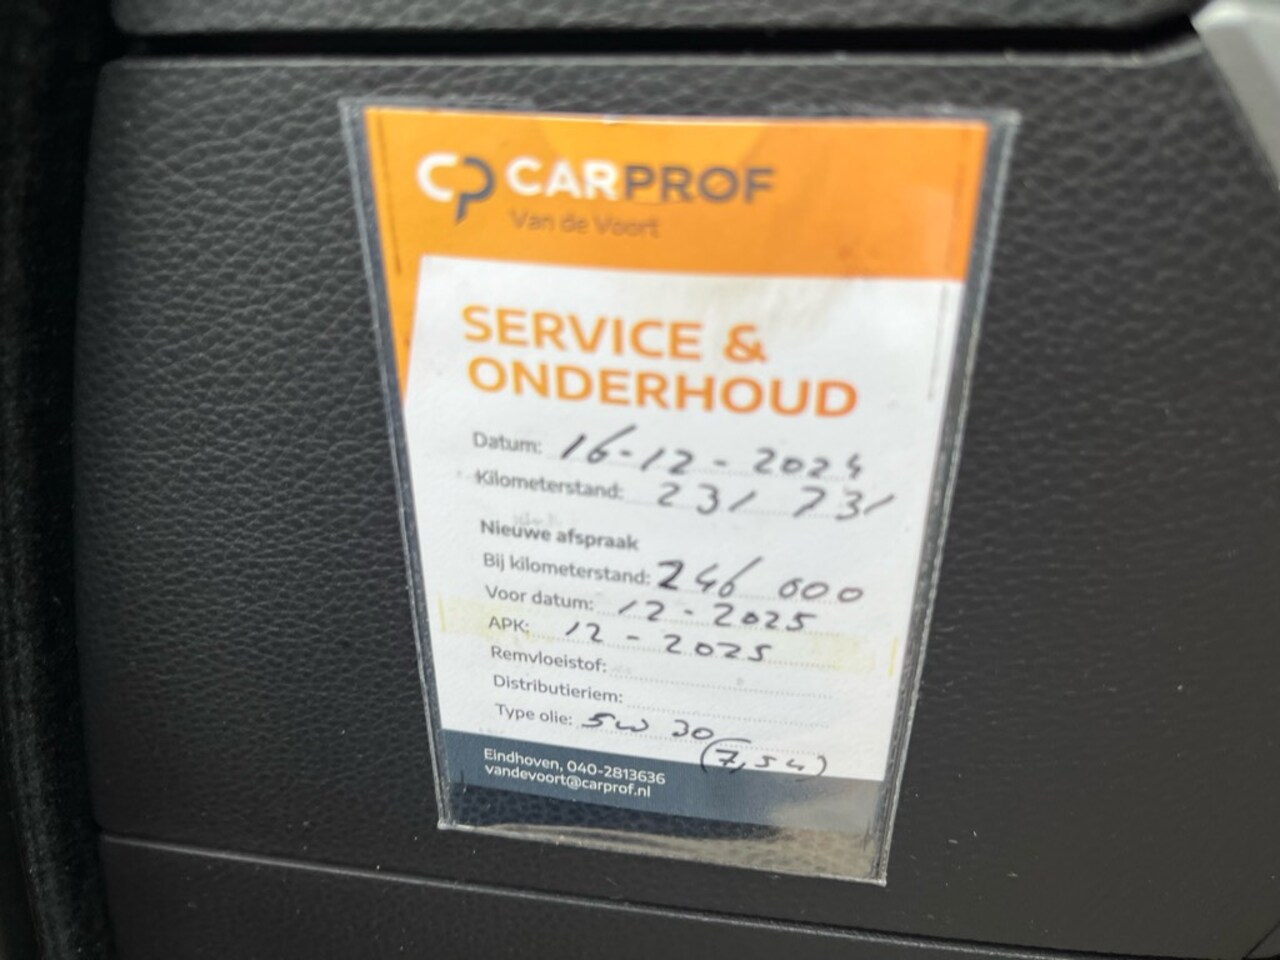 CP CARPROF
Van de Voort
SERVICE &
ONDERHOUD
Datum: 16-12-2024
Kilometerstand: 231 731
Nieuwe afspraak
Bij kilometerstand: 246 000
Voor datum: 12-2025
APK: 12-2025
Remvloeistof:
Distributieriem:
Type olie: 5w 30
Eindhoven, 040-2813636
vandevoort@carprof.nl